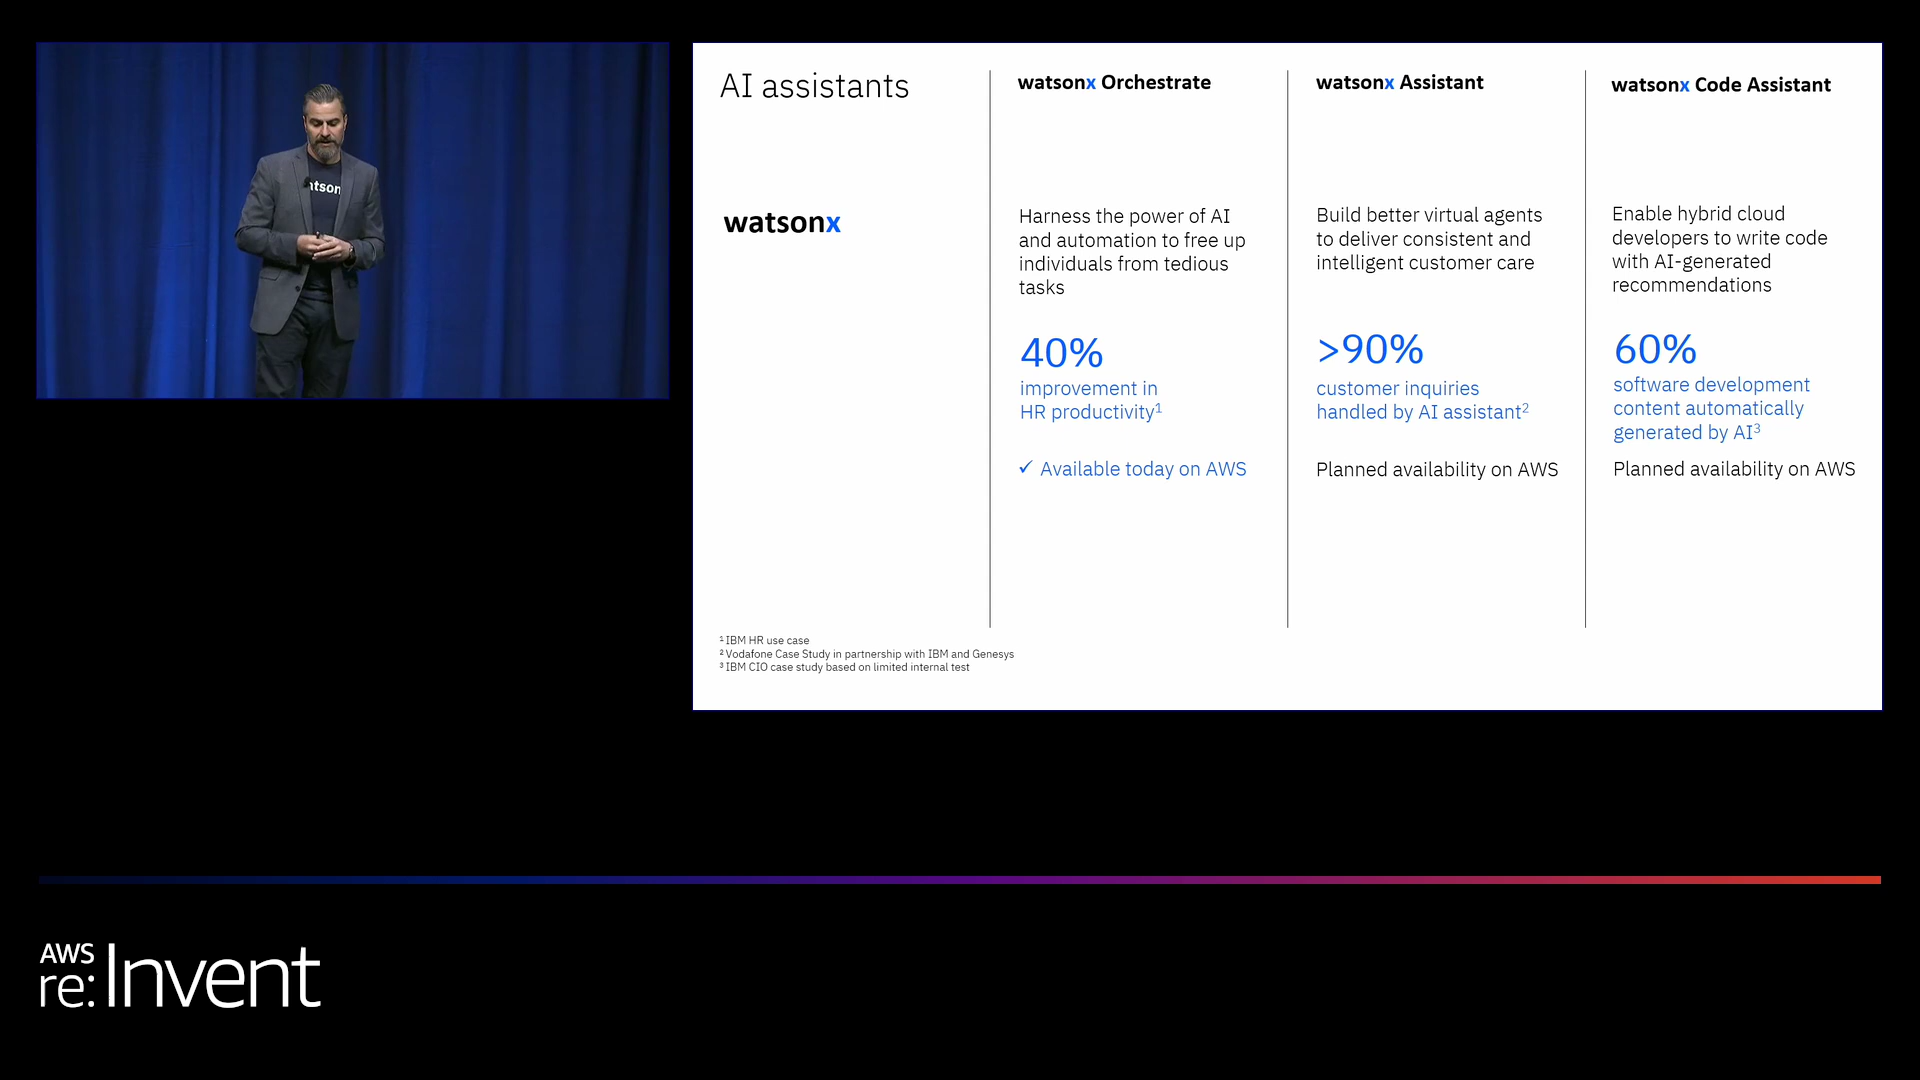 atson
AI assistants
watsonx
watsonx Orchestrate
Harness the power of AI
and automation to free up
individuals from tedious
tasks
40%
improvement in
HR productivity¹
✓ Available today on AWS
watsonx Assistant
Build better virtual agents
to deliver consistent and
intelligent customer care
>90%
customer inquiries
handled by AI assistant²
Planned availability on AWS
watsonx Code Assistant
Enable hybrid cloud
developers to write code
with AI-generated
recommendations
60%
software development
content automatically
generated by AI³
Planned availability on AWS
¹ IBM HR use case
² Vodafone Case Study in partnership with IBM and Genesys
³ IBM CIO case study based on limited internal test
AWS
re:Invent